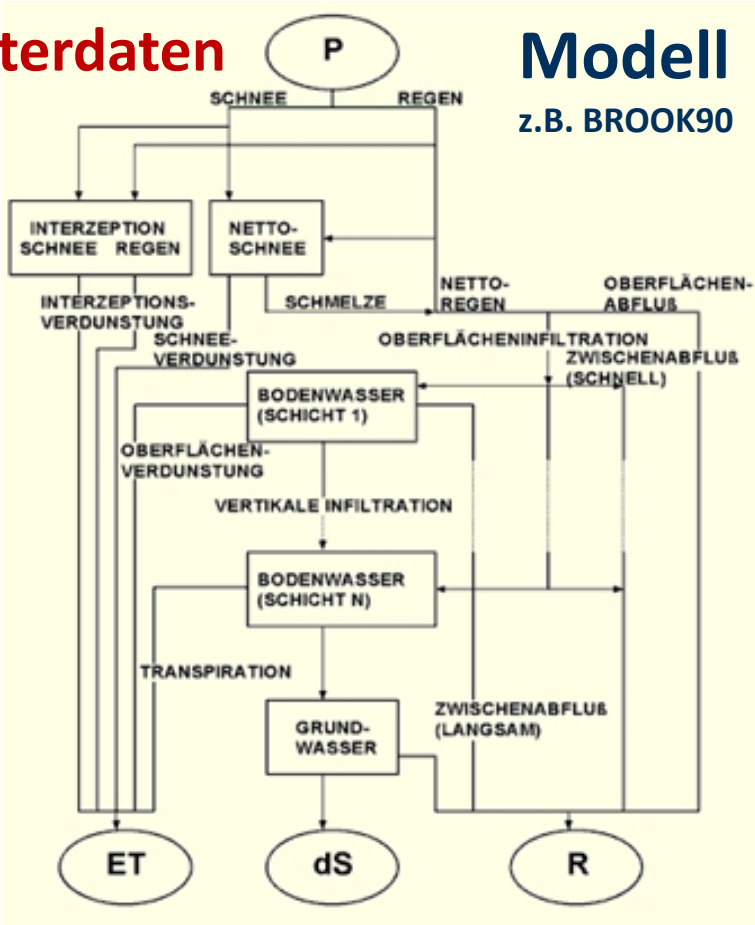 terdaten
Modell
z.B. BROOK90
P
SCHNEE
REGEN
INTERZEPTION
SCHNEE REGEN
NETTO-
SCHNEE
INTERZEPTIONS-
VERDUNSTUNG
SCHMELZE
NETTO-
REGEN
OBERFLÄCHEN-
ABFLUß
SCHNEE-
VERDUNSTUNG
OBERFLÄCHENINFILTRATION
ZWISCHENABFLUß
(SCHNELL)
BODENWASSER
(SCHICHT 1)
OBERFLÄCHEN-
VERDUNSTUNG
VERTIKALE INFILTRATION
BODENWASSER
(SCHICHT N)
TRANSPIRATION
GRUND-
WASSER
ZWISCHENABFLUß
(LANGSAM)
ET
dS
R